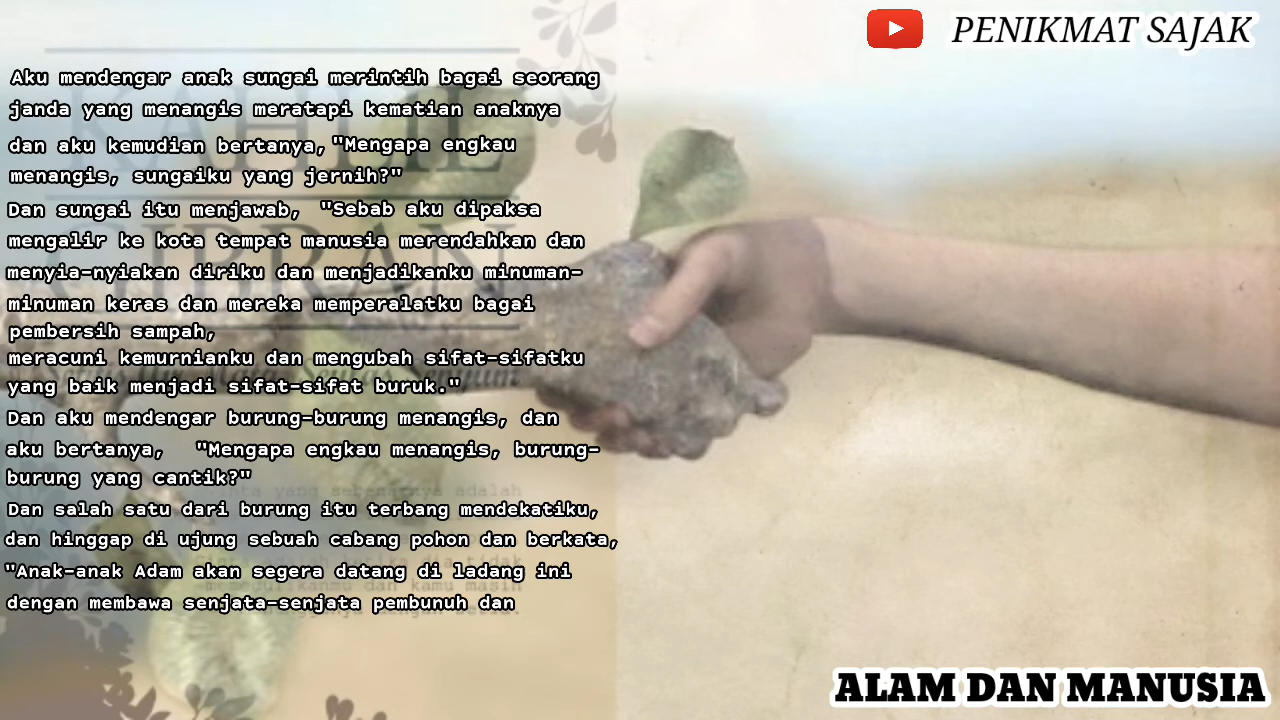 PENIKMAT SAJAK
Aku mendengar anak sungai merintih bagai seorang
janda yang menangis meratapi kematian anaknya
dan aku kemudian bertanya, "Mengapa engkau
menangis, sungaiku yang jernih?"
Dan sungai itu menjawab, "Sebab aku dipaksa
mengalir ke kota tempat manusia merendahkan dan
menyia-nyiakan diriku dan menjadikanku minuman-
minuman keras dan mereka memperalatku bagai
pembersih sampah,
meracuni kemurnianku dan mengubah sifat-sifatku
yang baik menjadi sifat-sifat buruk."
Dan aku mendengar burung-burung menangis, dan
aku bertanya, "Mengapa engkau menangis, burung-
burung yang cantik?"
Dan salah satu dari burung itu terbang mendekatiku,
dan hinggap di ujung sebuah cabang pohon dan berkata,
"Anak-anak Adam akan segera datang di ladang ini
dengan membawa senjata-senjata pembunuh dan
KAHLIL
GIBRAN
yang sebenarnya adalah
ALAM DAN MANUSIA